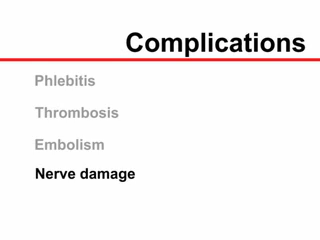 Complications
Phlebitis
Thrombosis
Embolism
Nerve damage